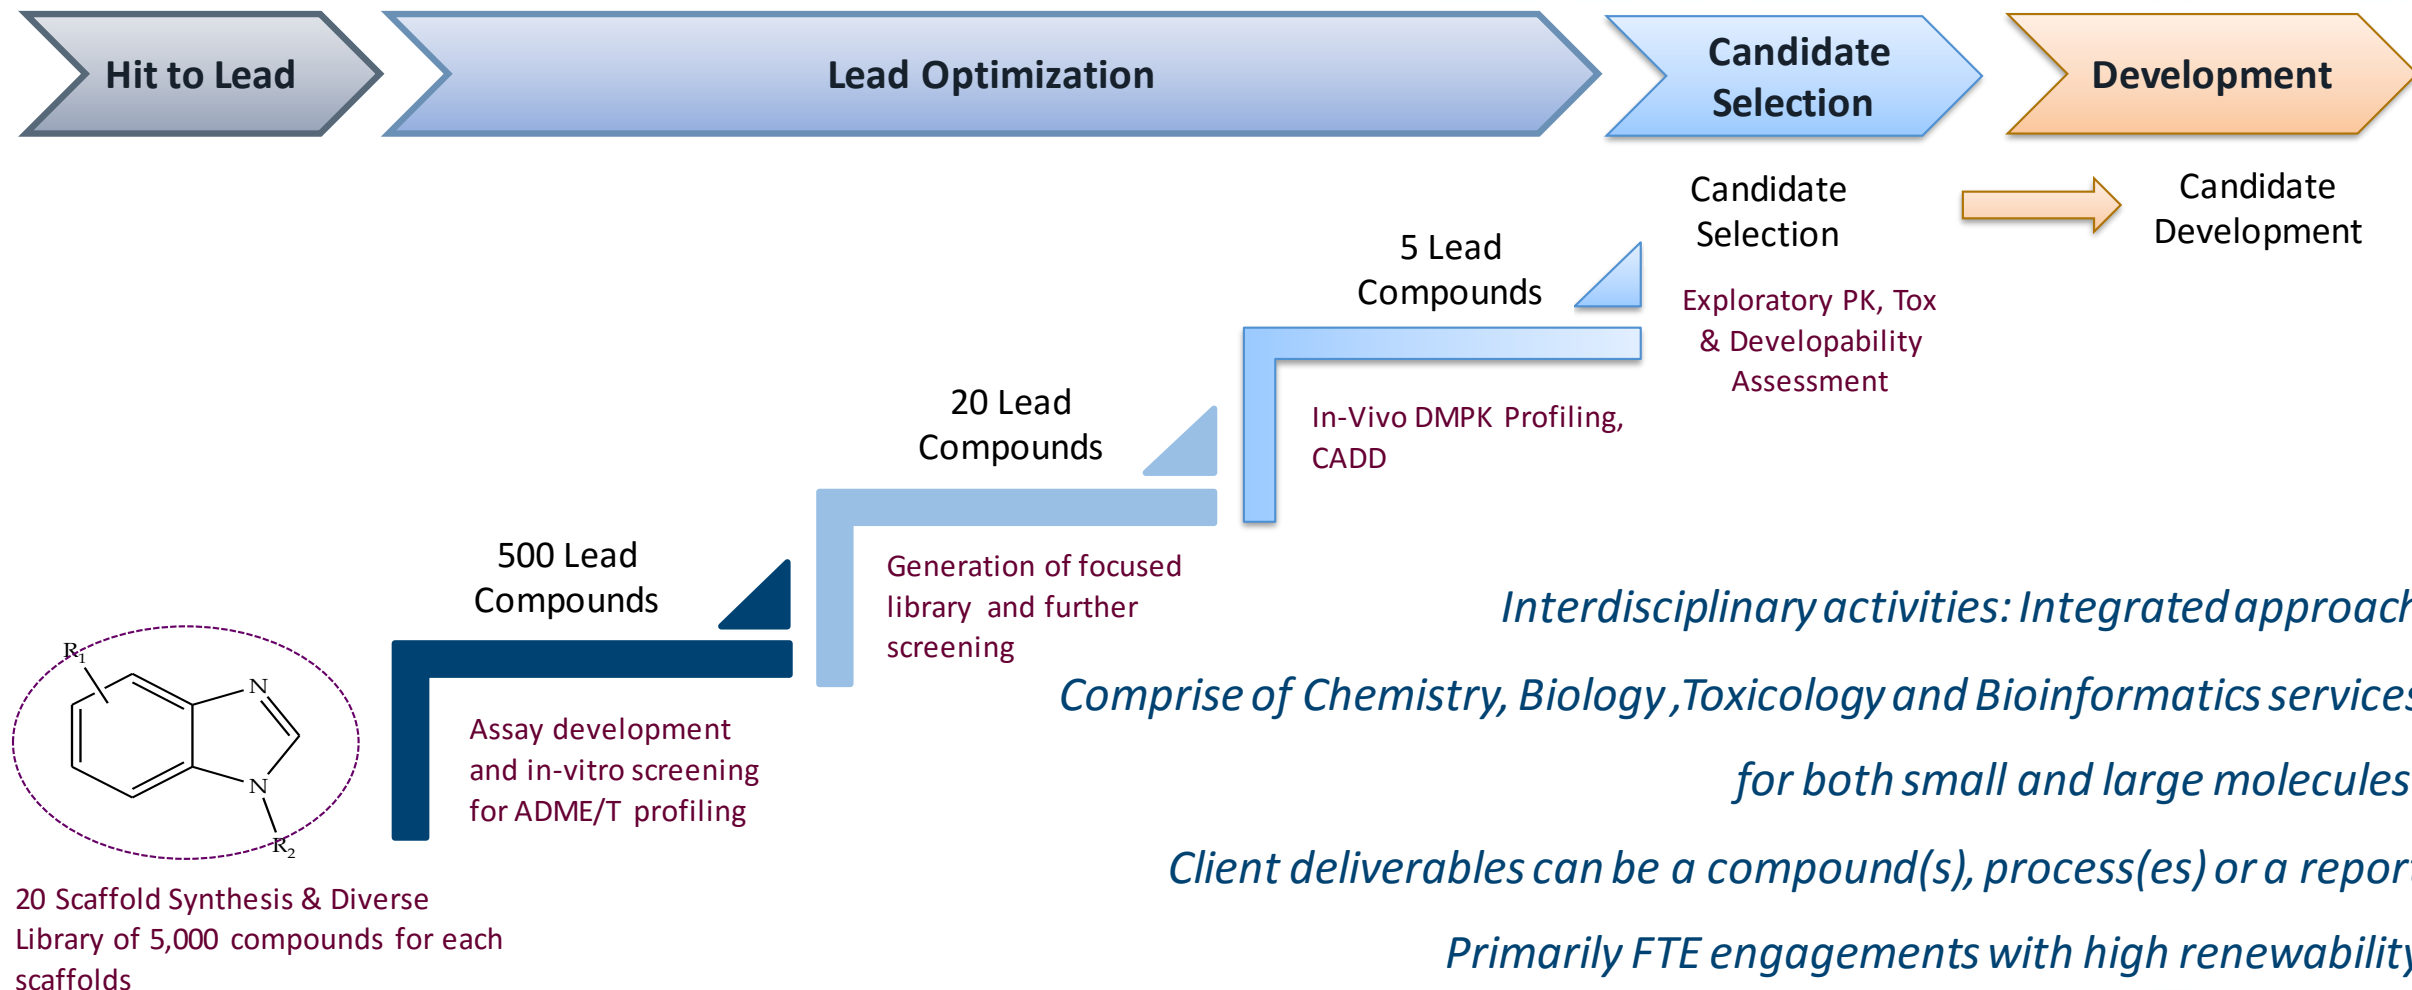 Hit to Lead
Lead Optimization
Candidate
Selection
Development
Candidate
Selection
Candidate
Development
Exploratory PK, Tox
& Developability
Assessment
5 Lead
Compounds
In-Vivo DMPK Profiling,
CADD
20 Lead
Compounds
Generation of focused
library and further
screening
500 Lead
Compounds
Assay development
and in-vitro screening
for ADME/T profiling
R1
N
N
R2
20 Scaffold Synthesis & Diverse
Library of 5,000 compounds for each
scaffolds
Interdisciplinary activities: Integrated approach
Comprise of Chemistry, Biology ,Toxicology and Bioinformatics services
for both small and large molecules
Client deliverables can be a compound(s), process(es) or a report
Primarily FTE engagements with high renewability